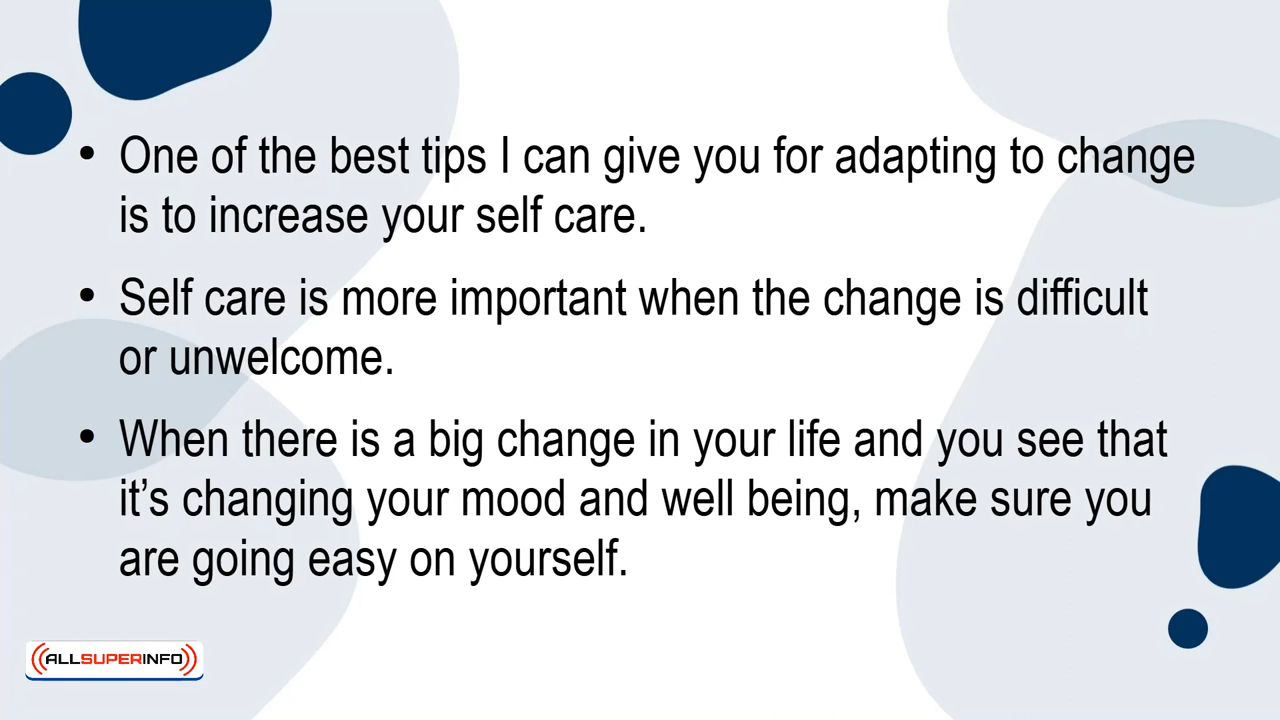 • One of the best tips I can give you for adapting to change
is to increase your self care.
• Self care is more important when the change is difficult
or unwelcome.
• When there is a big change in your life and you see that
it’s changing your mood and well being, make sure you
are going easy on yourself.
ALLSUPERINFO